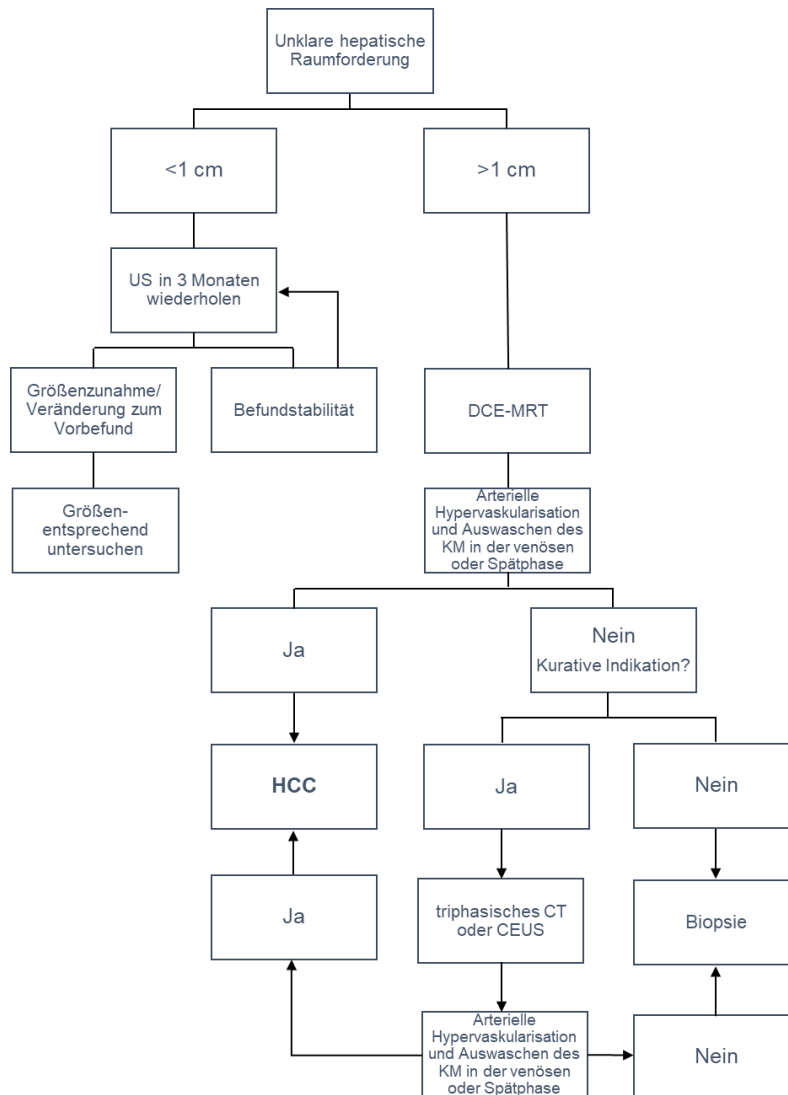 Unklare hepatische
Raumforderung
<1 cm
>1 cm
US in 3 Monaten
wiederholen
Größenzunahme/
Veränderung zum
Vorbefund
Befundstabilität
DCE-MRT
Größen-
entsprechend
untersuchen
Arterielle
Hypervaskularisation
und Auswaschen des
KM in der venösen
oder Spätphase
Ja
Nein
Kurative Indikation?
HCC
Ja
Nein
Ja
triphasisches CT
oder CEUS
Biopsie
Arterielle
Hypervaskularisation
und Auswaschen des
KM in der venösen
oder Spätphase
Nein